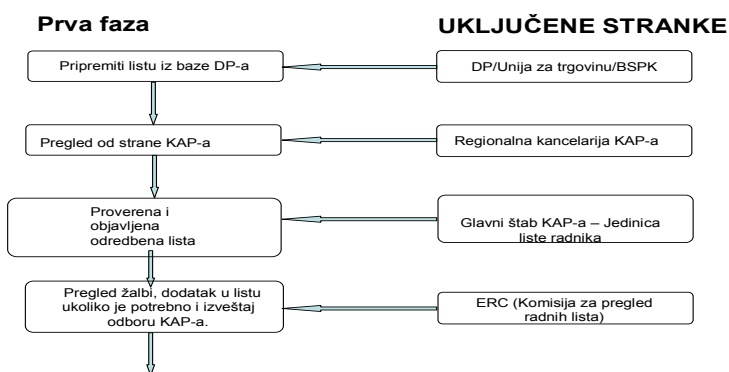 Prva faza
UKLJUČENE STRANKE
Pripremiti listu iz baze DP-a
DP/Unija za trgovinu/BSPK
Pregled od strane KAP-a
Regionalna kancelarija KAP-a
Proverena i
objavljena
odredbena lista
Glavni štab KAP-a – Jedinica
liste radnika
Pregled žalbi, dodatak u listu
ukoliko je potrebno i izveštaj
odboru KAP-a.
ERC (Komisija za pregled
radnih lista)